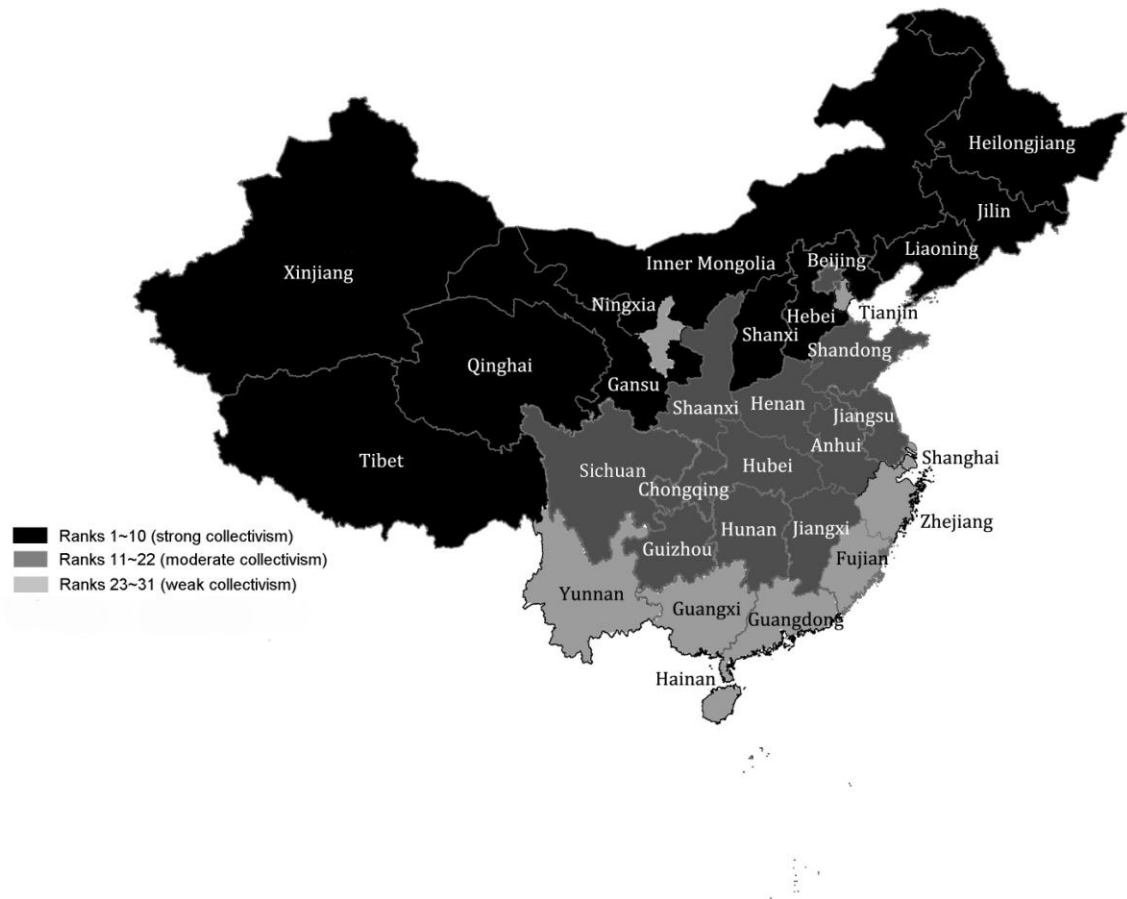 Heilongjiang
Jilin
Liaoning
Inner Mongolia
Beijing
Xinjiang
Ningxia
Hebei
Tianjin
Shanxi
Shandong
Qinghai
Gansu
Shaanxi
Henan
Jiangsu
Anhui
Tibet
Sichuan
Hubei
Shanghai
Chongqing
Zhejiang
Hunan
Jiangxi
Guizhou
Fujian
Yunnan
Guangxi
Guangdong
Hainan
Ranks 1~10 (strong collectivism)
Ranks 11~22 (moderate collectivism)
Ranks 23~31 (weak collectivism)